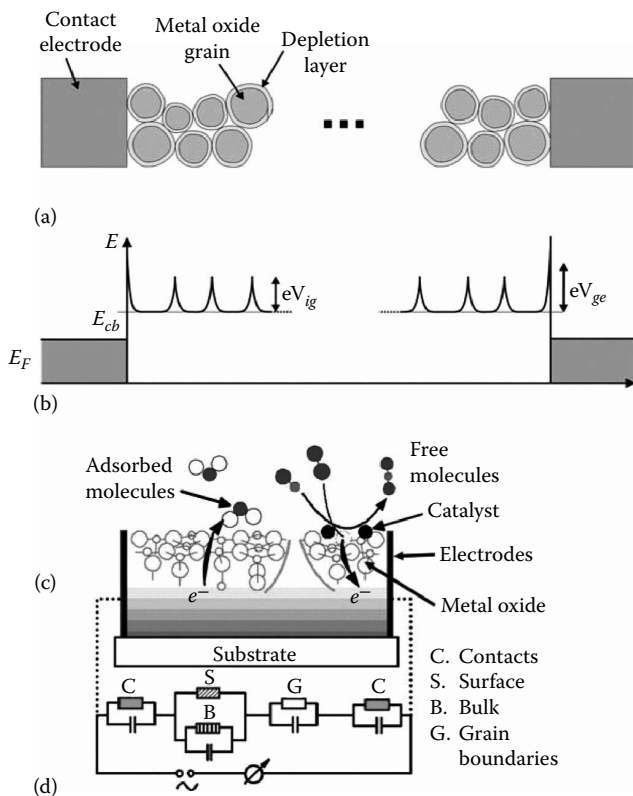 Contact
electrode
Metal oxide
grain
Depletion
layer
(a)
E
eV_ig
eV_ge
E_cb
E_F
(b)
Adsorbed
molecules
Free
molecules
Catalyst
Electrodes
(c)
e−
e−
Metal oxide
Substrate
C
S
G
C
B
C. Contacts
S. Surface
B. Bulk
G. Grain
boundaries
(d)